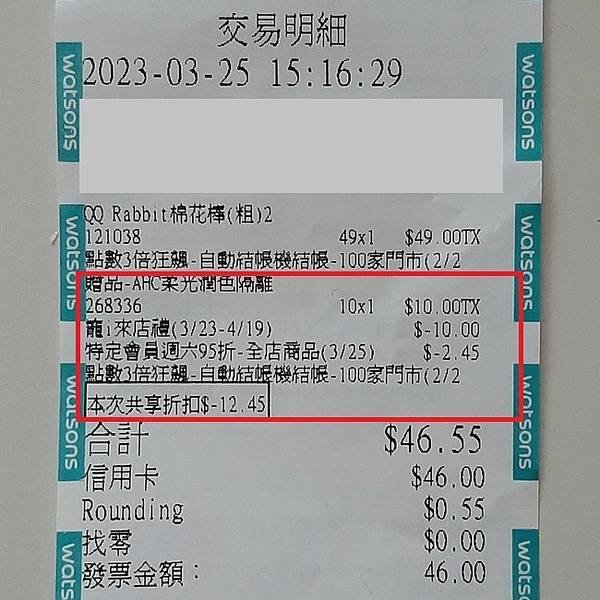 交易明細
2023-03-25 15:16:29
QQ Rabbit棉花棒(粗)2
121038 49x1 $49.00TX
點數3倍狂飆-自動結帳機結帳-100家門市(2/2
贈品-AHC柔光潤色隔離
268336 10x1 $10.00TX
寵i來店禮(3/23-4/19) $-10.00
特定會員週六95折-全店商品(3/25) $-2.45
點數3倍狂飆-自動結帳機結帳-100家門市(2/2
本次共享折扣$-12.45
合計 $46.55
信用卡 $46.00
Rounding $0.55
找零 $0.00
發票金額: 46.00
watsons
watsons
watsons
watsons
watsons
watsons
watsons
watsons